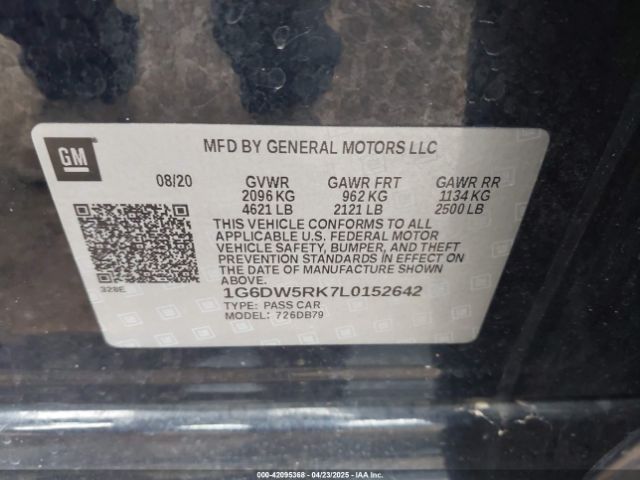 GM
MFD BY GENERAL MOTORS LLC
08/20 GVWR GAWR FRT GAWR RR
2096 KG 962 KG 1134 KG
4621 LB 2121 LB 2500 LB
THIS VEHICLE CONFORMS TO ALL
APPLICABLE U.S. FEDERAL MOTOR
VEHICLE SAFETY, BUMPER, AND THEFT
PREVENTION STANDARDS IN EFFECT
ON THE DATE OF MANUFACTURE SHOWN
ABOVE.
328E 1G6DW5RK7L0152642
TYPE: PASS CAR
MODEL: 726DB79
000-42095368 - 04/23/2025 - IAA Inc.